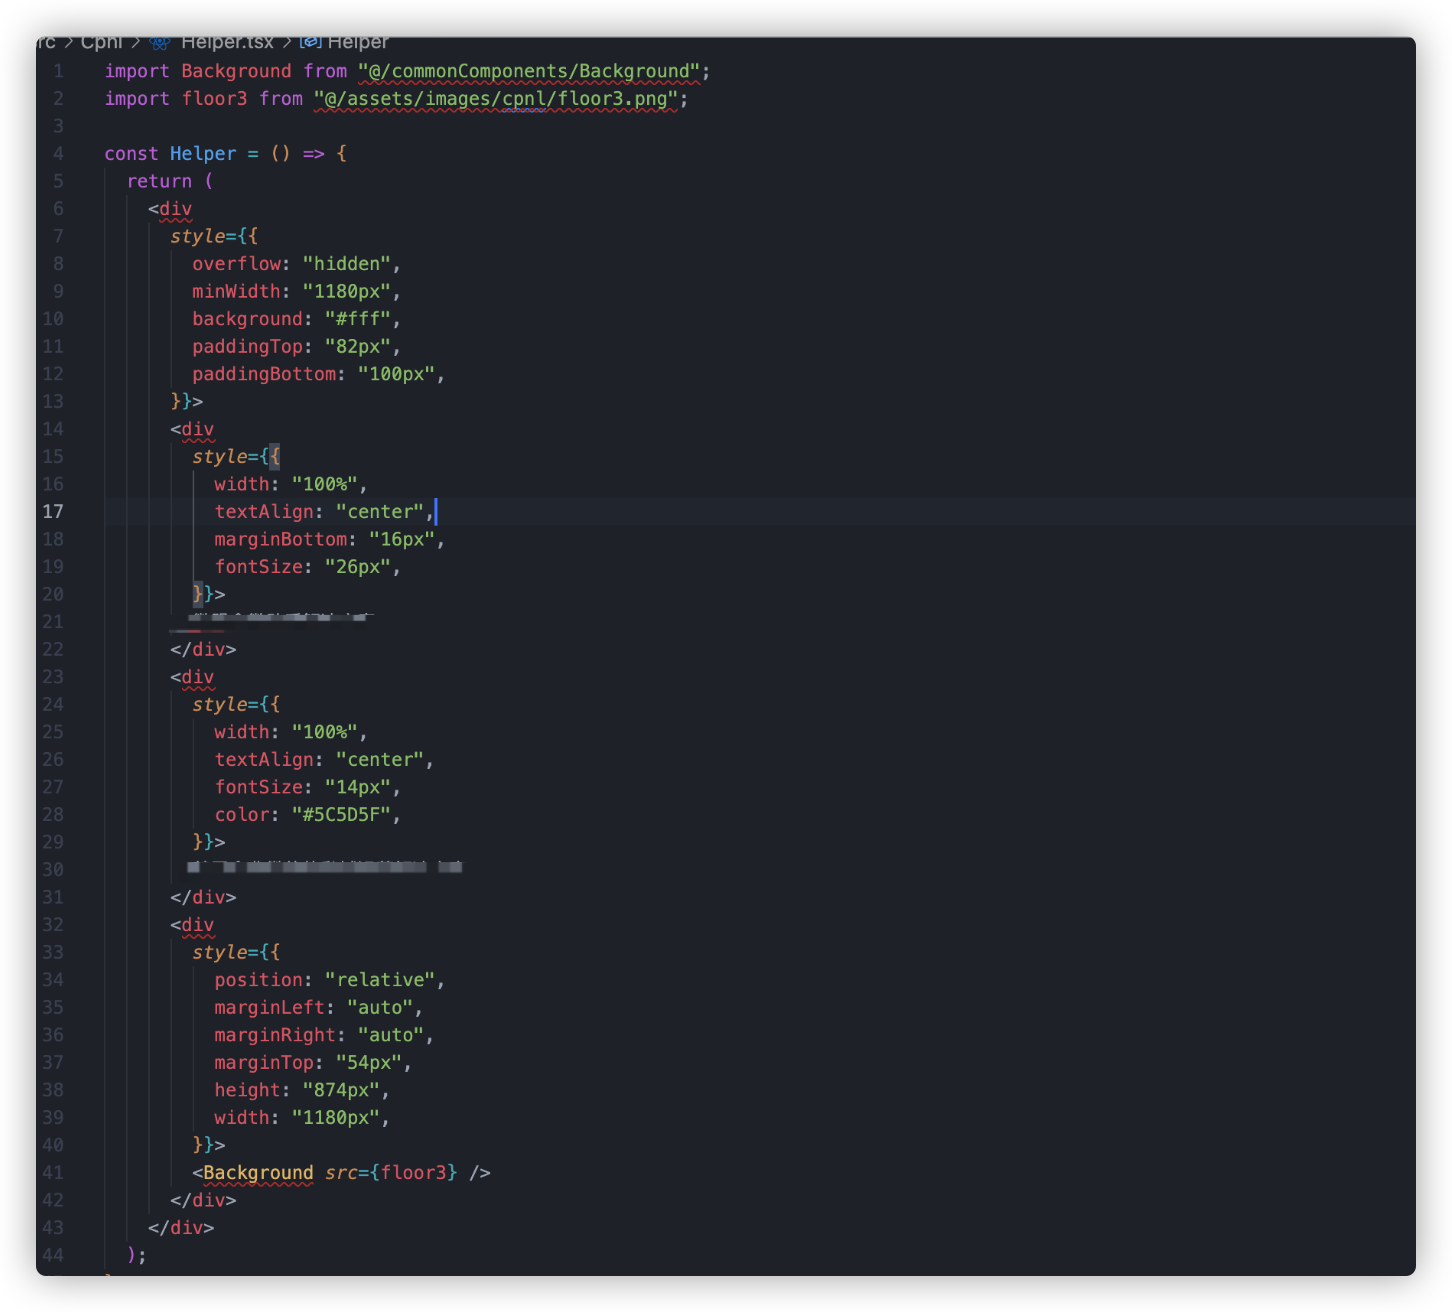 rc > Cpnl > Helper.tsx > Helper
1 import Background from "@/commonComponents/Background";
2 import floor3 from "@/assets/images/cpnl/floor3.png";
3
4 const Helper = () => {
5 return (
6 <div
7 style={{
8 overflow: "hidden",
9 minWidth: "1180px",
10 background: "#fff",
11 paddingTop: "82px",
12 paddingBottom: "100px",
13 }}>
14 <div
15 style={{
16 width: "100%",
17 textAlign: "center",
18 marginBottom: "16px",
19 fontSize: "26px",
20 }}>
21
22 </div>
23 <div
24 style={{
25 width: "100%",
26 textAlign: "center",
27 fontSize: "14px",
28 color: "#5C5D5F",
29 }}>
30
31 </div>
32 <div
33 style={{
34 position: "relative",
35 marginLeft: "auto",
36 marginRight: "auto",
37 marginTop: "54px",
38 height: "874px",
39 width: "1180px",
40 }}>
41 <Background src={floor3} />
42 </div>
43 </div>
44 );